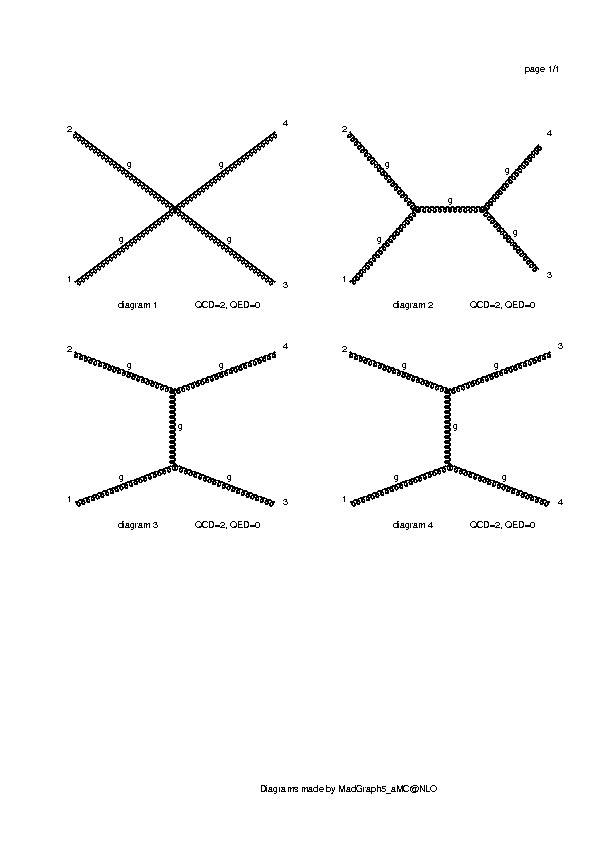 page 1/1
2 4
g g
g g
1 3
diagram 1 QCD=2, QED=0
2 4
g g
g
g g
1 3
diagram 2 QCD=2, QED=0
2 4
g g
g
g g
1 3
diagram 3 QCD=2, QED=0
2 3
g g
g
g g
1 4
diagram 4 QCD=2, QED=0
Diagrams made by MadGraph5_aMC@NLO